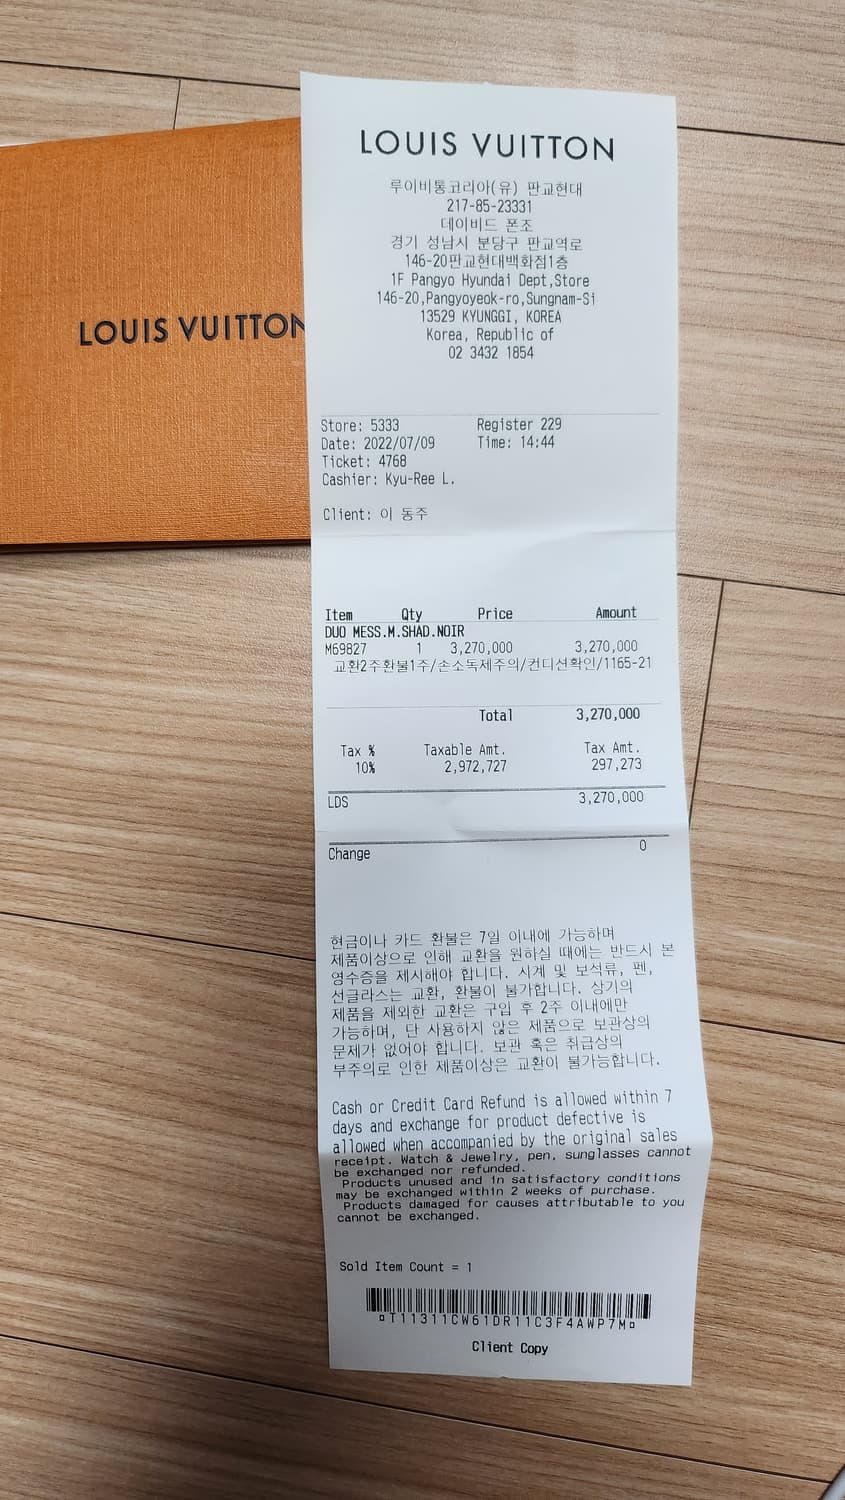 LOUIS VUITTON
LOUIS VUITTON
루이비통코리아(유) 판교현대
217-85-23331
데이비드 폰조
경기 성남시 분당구 판교역로
146-20판교현대백화점1층
1F Pangyo Hyundai Dept,Store
146-20,Pangyoyeok-ro,Sungnam-Si
13529 KYUNGGI, KOREA
Korea, Republic of
02 3432 1854
Store: 5333 Register 229
Date: 2022/07/09 Time: 14:44
Ticket: 4768
Cashier: Kyu-Ree L.
Client: 이 동주
Item Qty Price Amount
DUO MESS.M.SHAD.NOIR
M69827 1 3,270,000 3,270,000
교환2주환불1주/손소독제주의/컨디션확인/1165-21
Total 3,270,000
Tax % Taxable Amt. Tax Amt.
10% 2,972,727 297,273
LDS 3,270,000
Change 0
현금이나 카드 환불은 7일 이내에 가능하며
제품이상으로 인해 교환을 원하실 때에는 반드시 본
영수증을 제시해야 합니다. 시계 및 보석류, 펜,
선글라스는 교환, 환불이 불가합니다. 상기의
제품을 제외한 교환은 구입 후 2주 이내에만
가능하며, 단 사용하지 않은 제품으로 보관상의
문제가 없어야 합니다. 보관 혹은 취급상의
부주의로 인한 제품이상은 교환이 불가능합니다.
Cash or Credit Card Refund is allowed within 7
days and exchange for product defective is
allowed when accompanied by the original sales
receipt. Watch & Jewelry, pen, sunglasses cannot
be exchanged nor refunded.
Products unused and in satisfactory conditions
may be exchanged within 2 weeks of purchase.
Products damaged for causes attributable to you
cannot be exchanged.
Sold Item Count = 1
¤T11311CW61DR11C3F4AWP7M¤
Client Copy